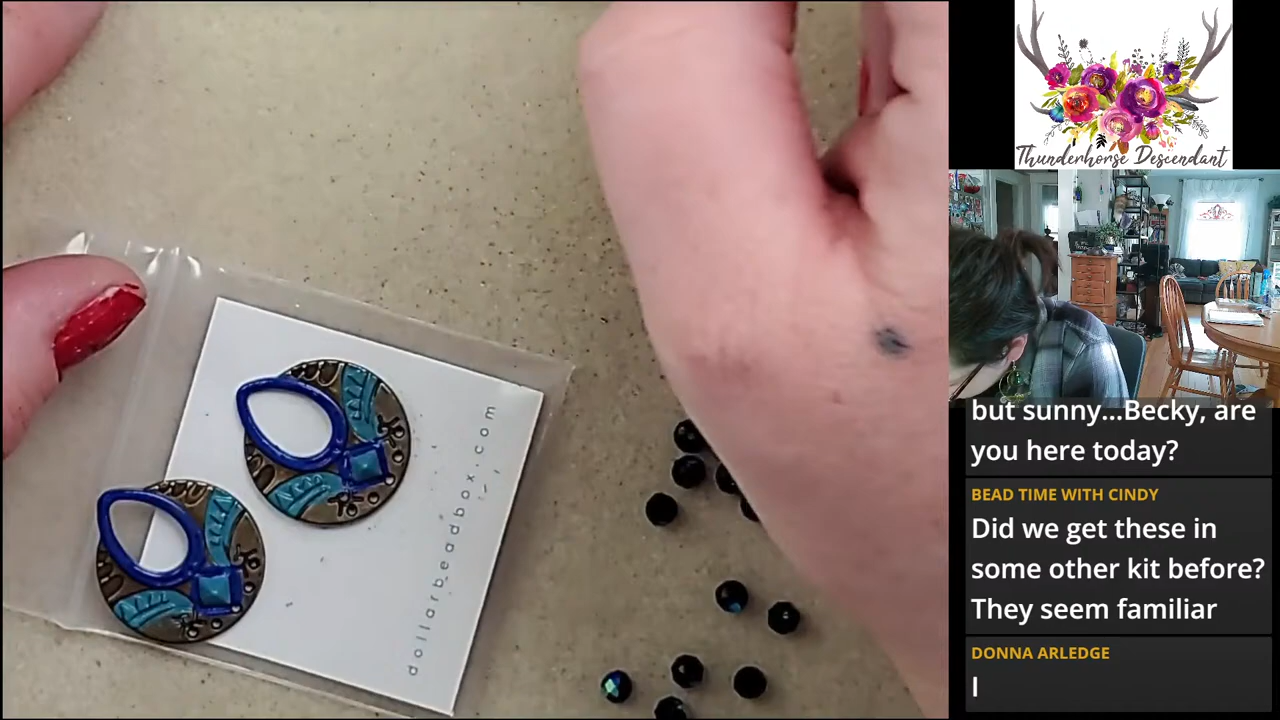 Thunderhorse Descendant
dollarbeadbox.com
but sunny...Becky, are
you here today?
BEAD TIME WITH CINDY
Did we get these in
some other kit before?
They seem familiar
DONNA ARLEDGE
I